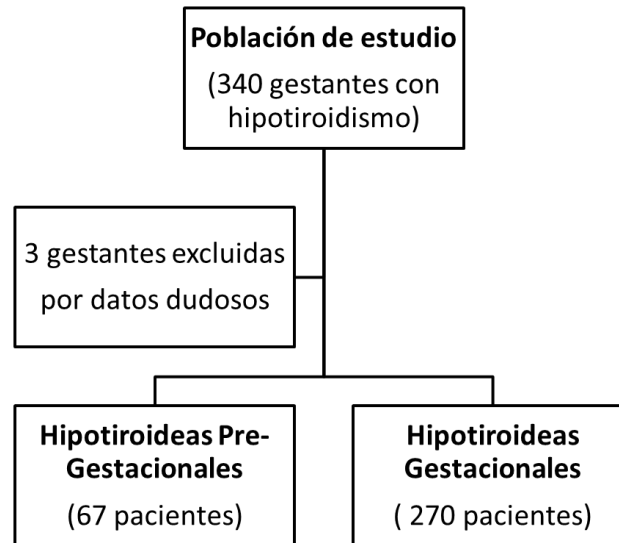 Población de estudio
(340 gestantes con
hipotiroidismo)
3 gestantes excluidas
por datos dudosos
Hipotiroideas Pre-
Gestacionales
(67 pacientes)
Hipotiroideas
Gestacionales
( 270 pacientes)